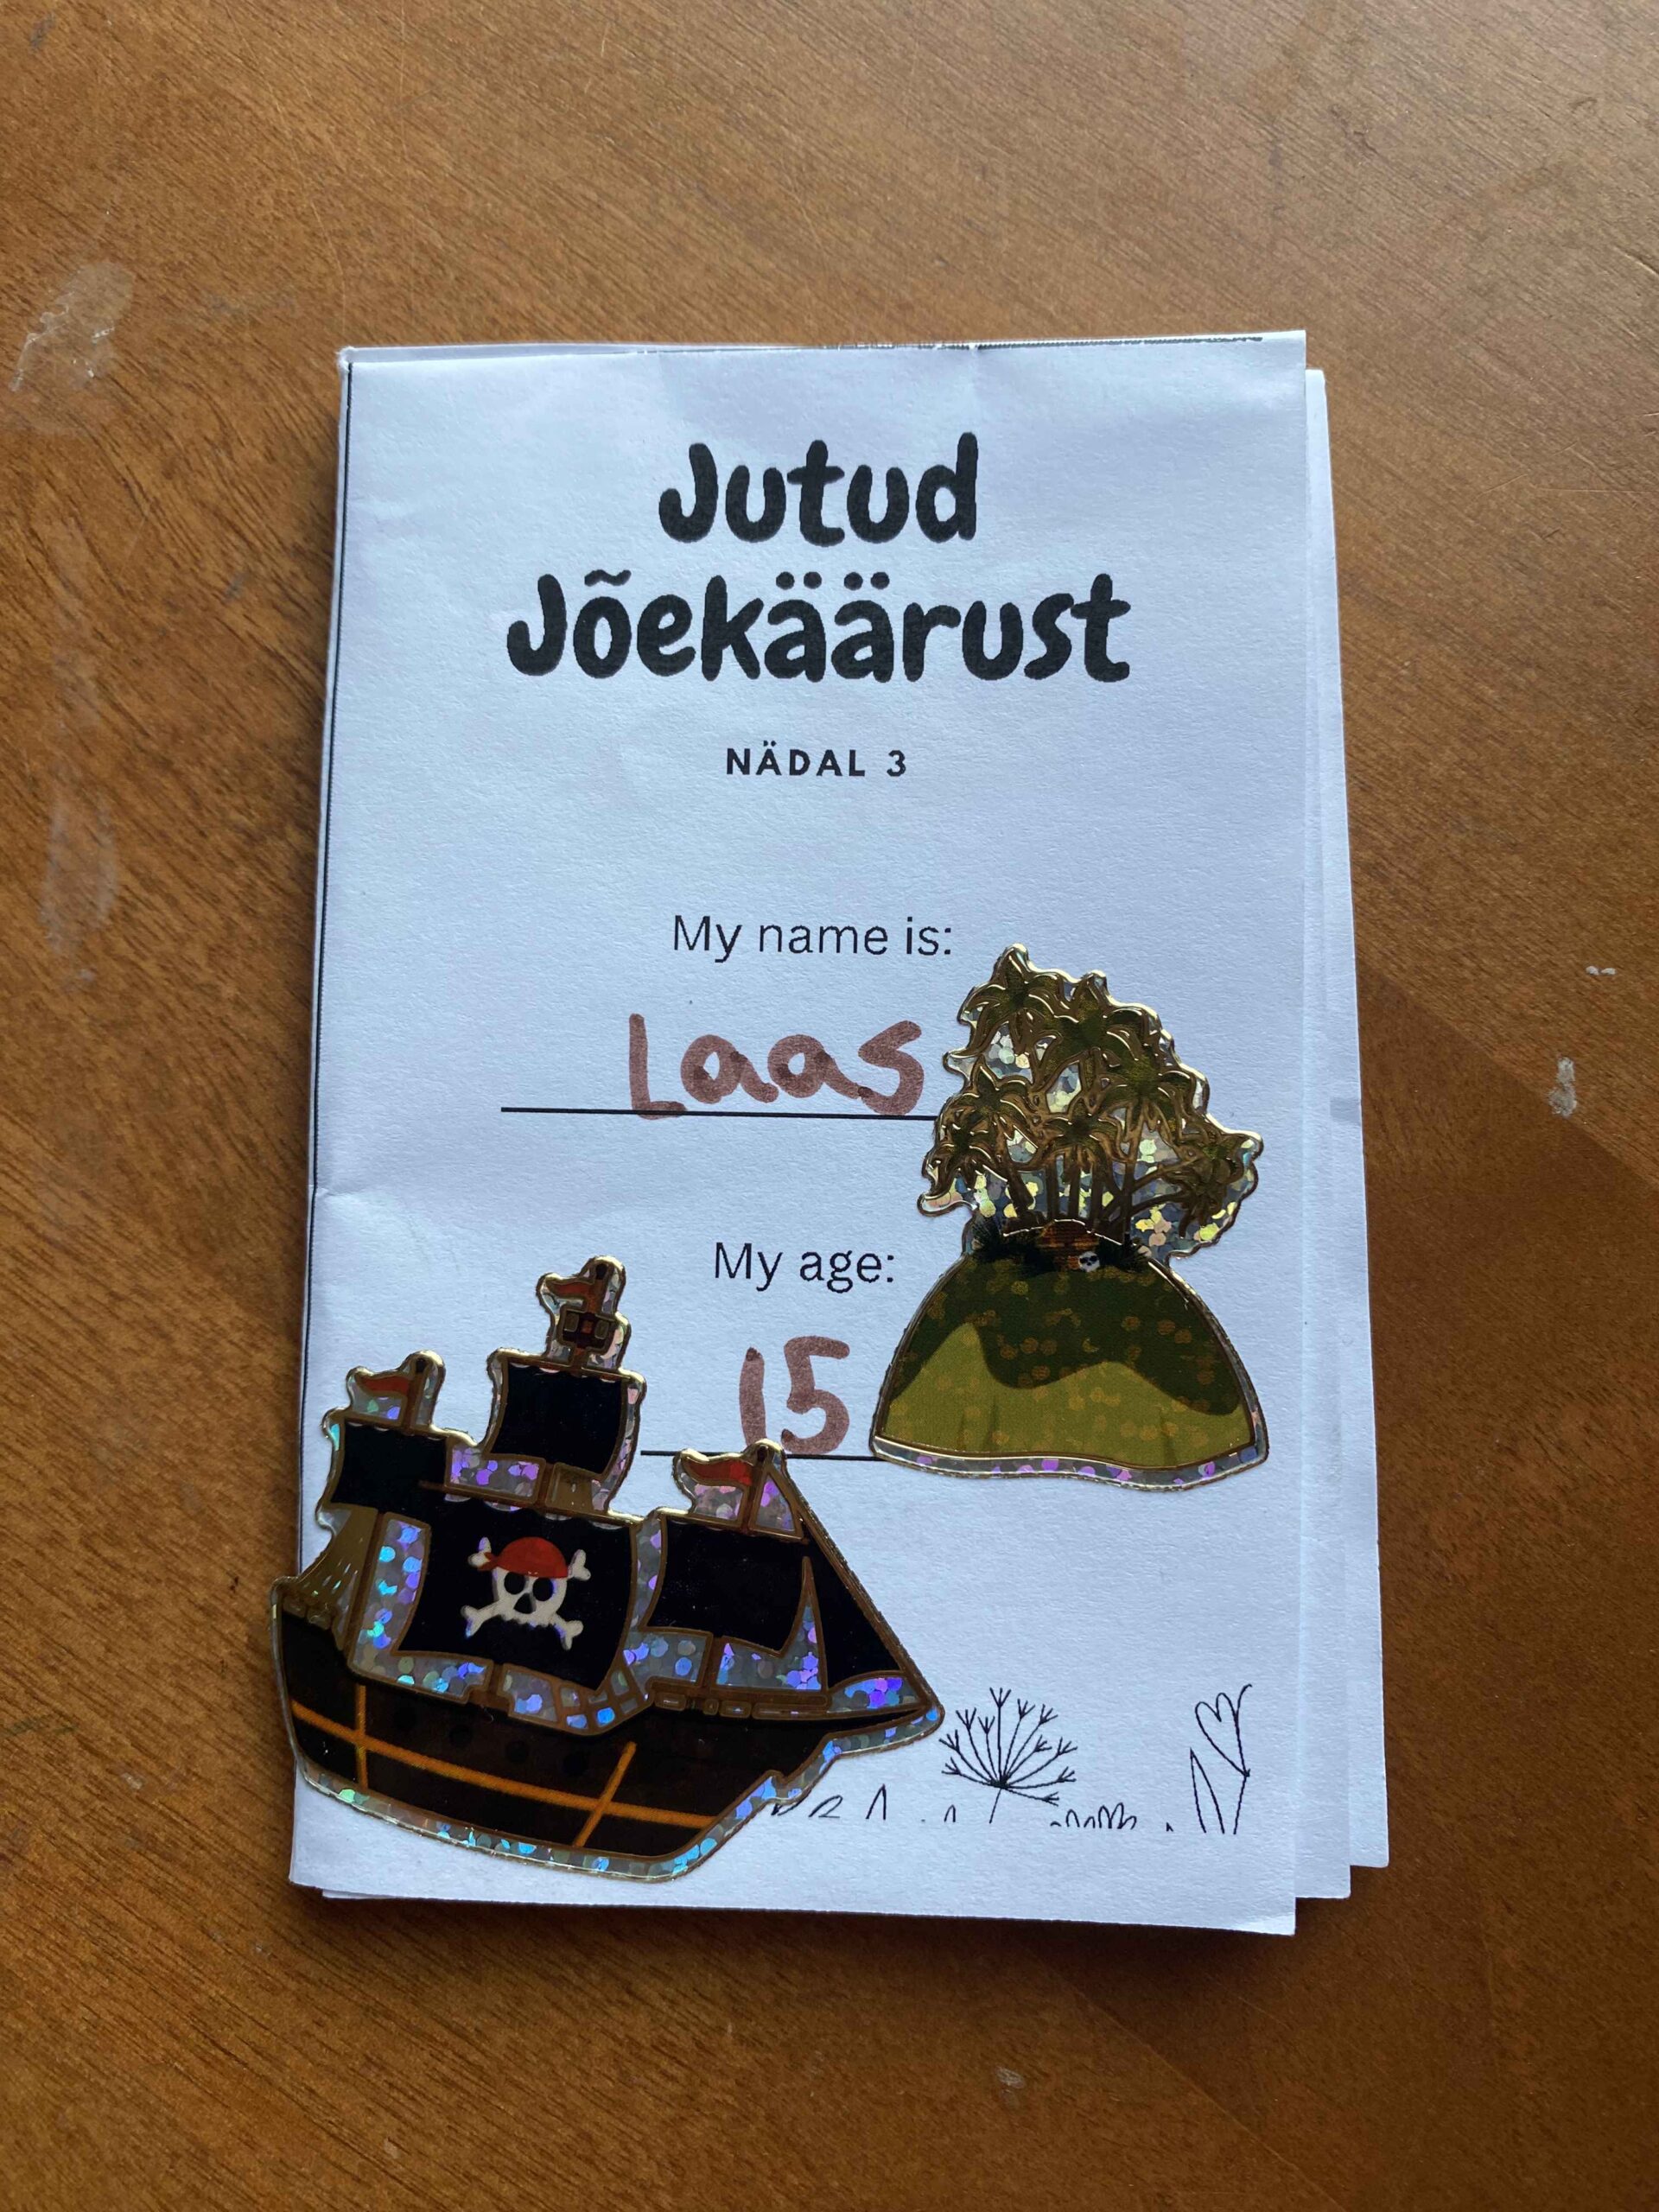 Jutud
Jõekäärust
NÄDAL 3
My name is:
Laas
My age:
15